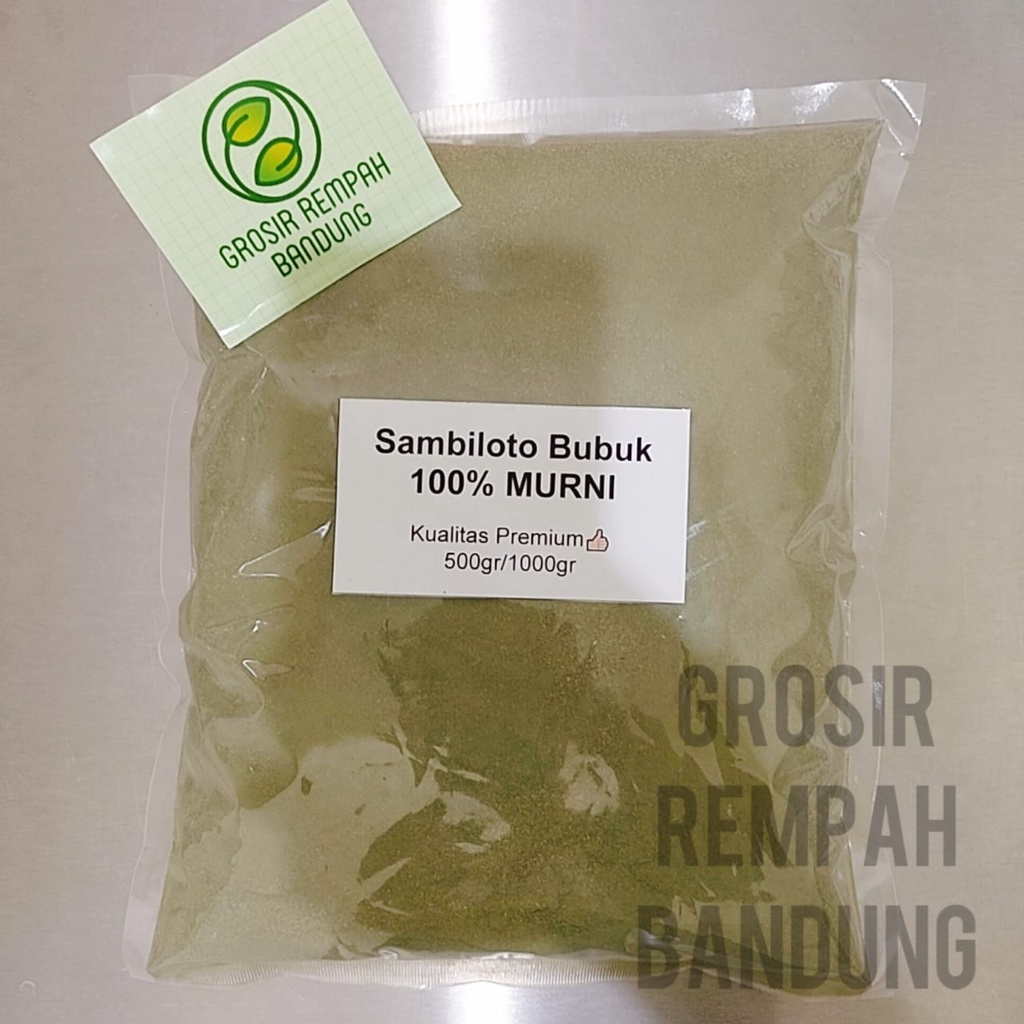 GROSIR REMPAH
BANDUNG
Sambiloto Bubuk
100% MURNI
Kualitas Premium👍
500gr/1000gr
GROSIR
REMPAH
BANDUNG